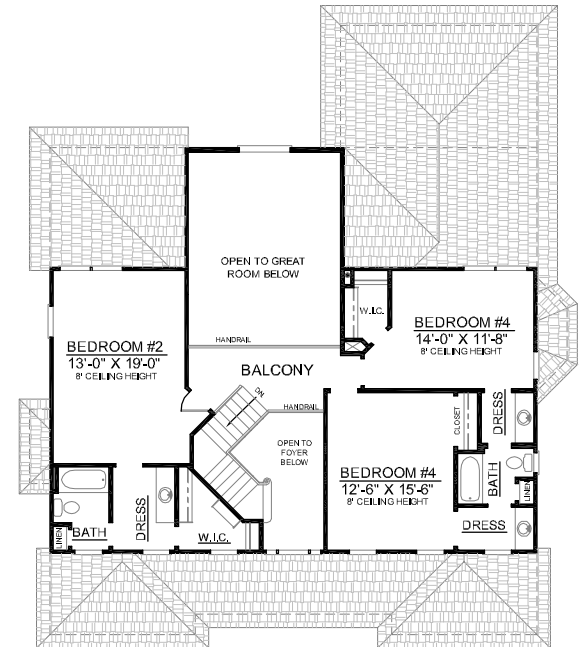 OPEN TO GREAT
ROOM BELOW
HANDRAIL
BALCONY
W.I.C.
BEDROOM #4
14'-0" X 11'-8"
8' CEILING HEIGHT
BEDROOM #2
13'-0" X 19'-0"
8' CEILING HEIGHT
DN
HANDRAIL
OPEN TO
FOYER
BELOW
CLOSET
DRESS
BEDROOM #4
12'-6" X 15'-6"
8' CEILING HEIGHT
BATH
LINEN
DRESS
BATH
LINEN
DRESS
W.I.C.